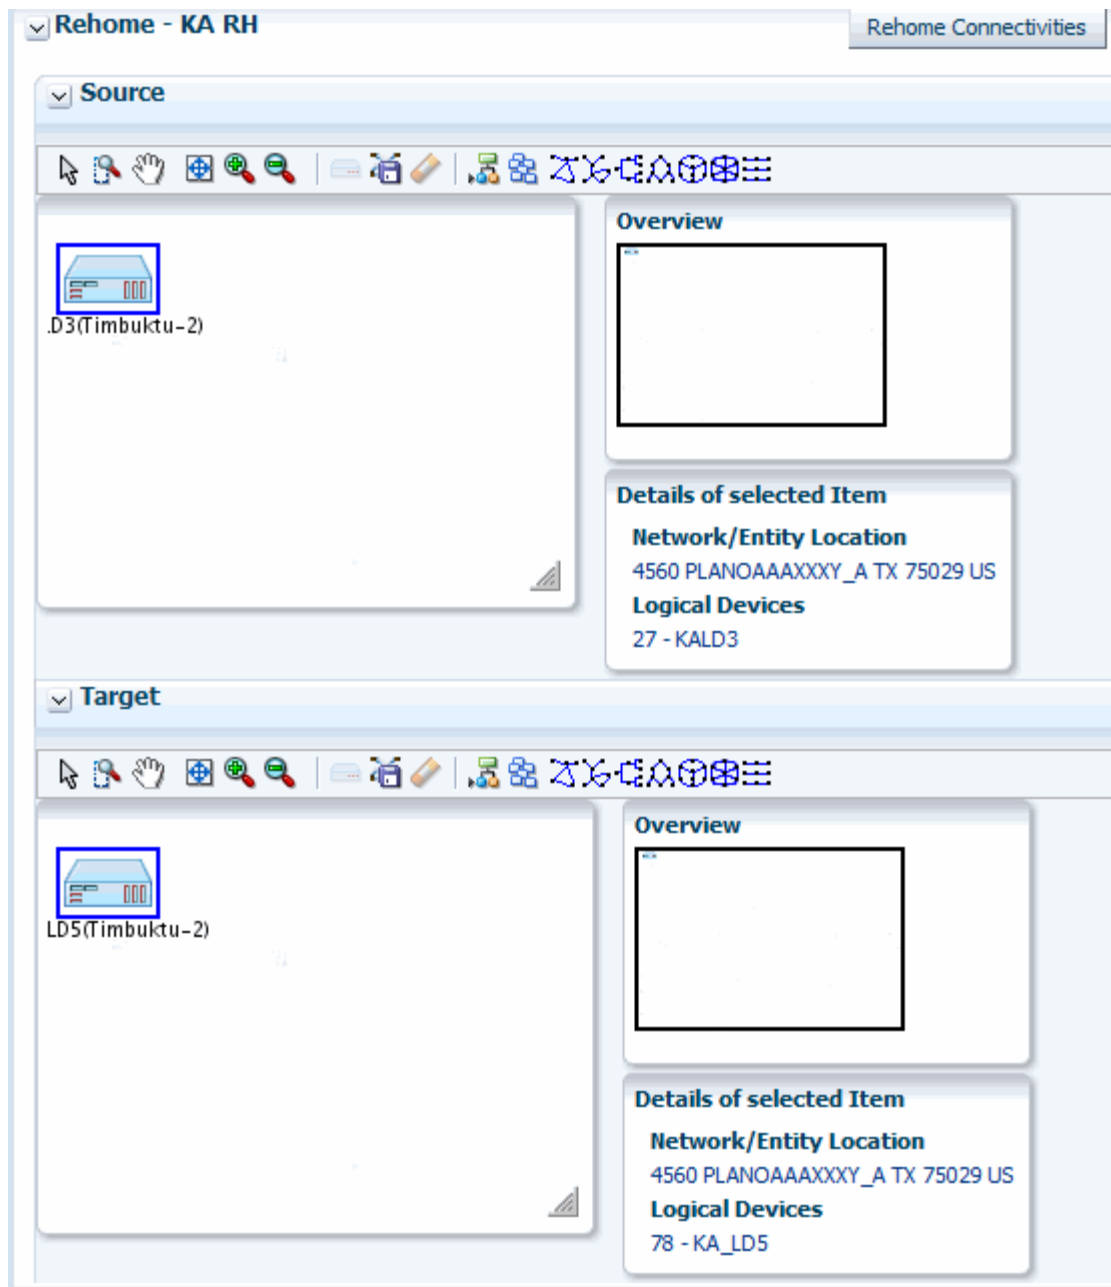 Rehome - KA RH
Rehome Connectivities
Source
.D3(Timbuktu-2)
Overview
Details of selected Item
Network/Entity Location
4560 PLANOAAAXXXY_A TX 75029 US
Logical Devices
27 - KALD3
Target
LD5(Timbuktu-2)
Overview
Details of selected Item
Network/Entity Location
4560 PLANOAAAXXXY_A TX 75029 US
Logical Devices
78 - KA_LD5